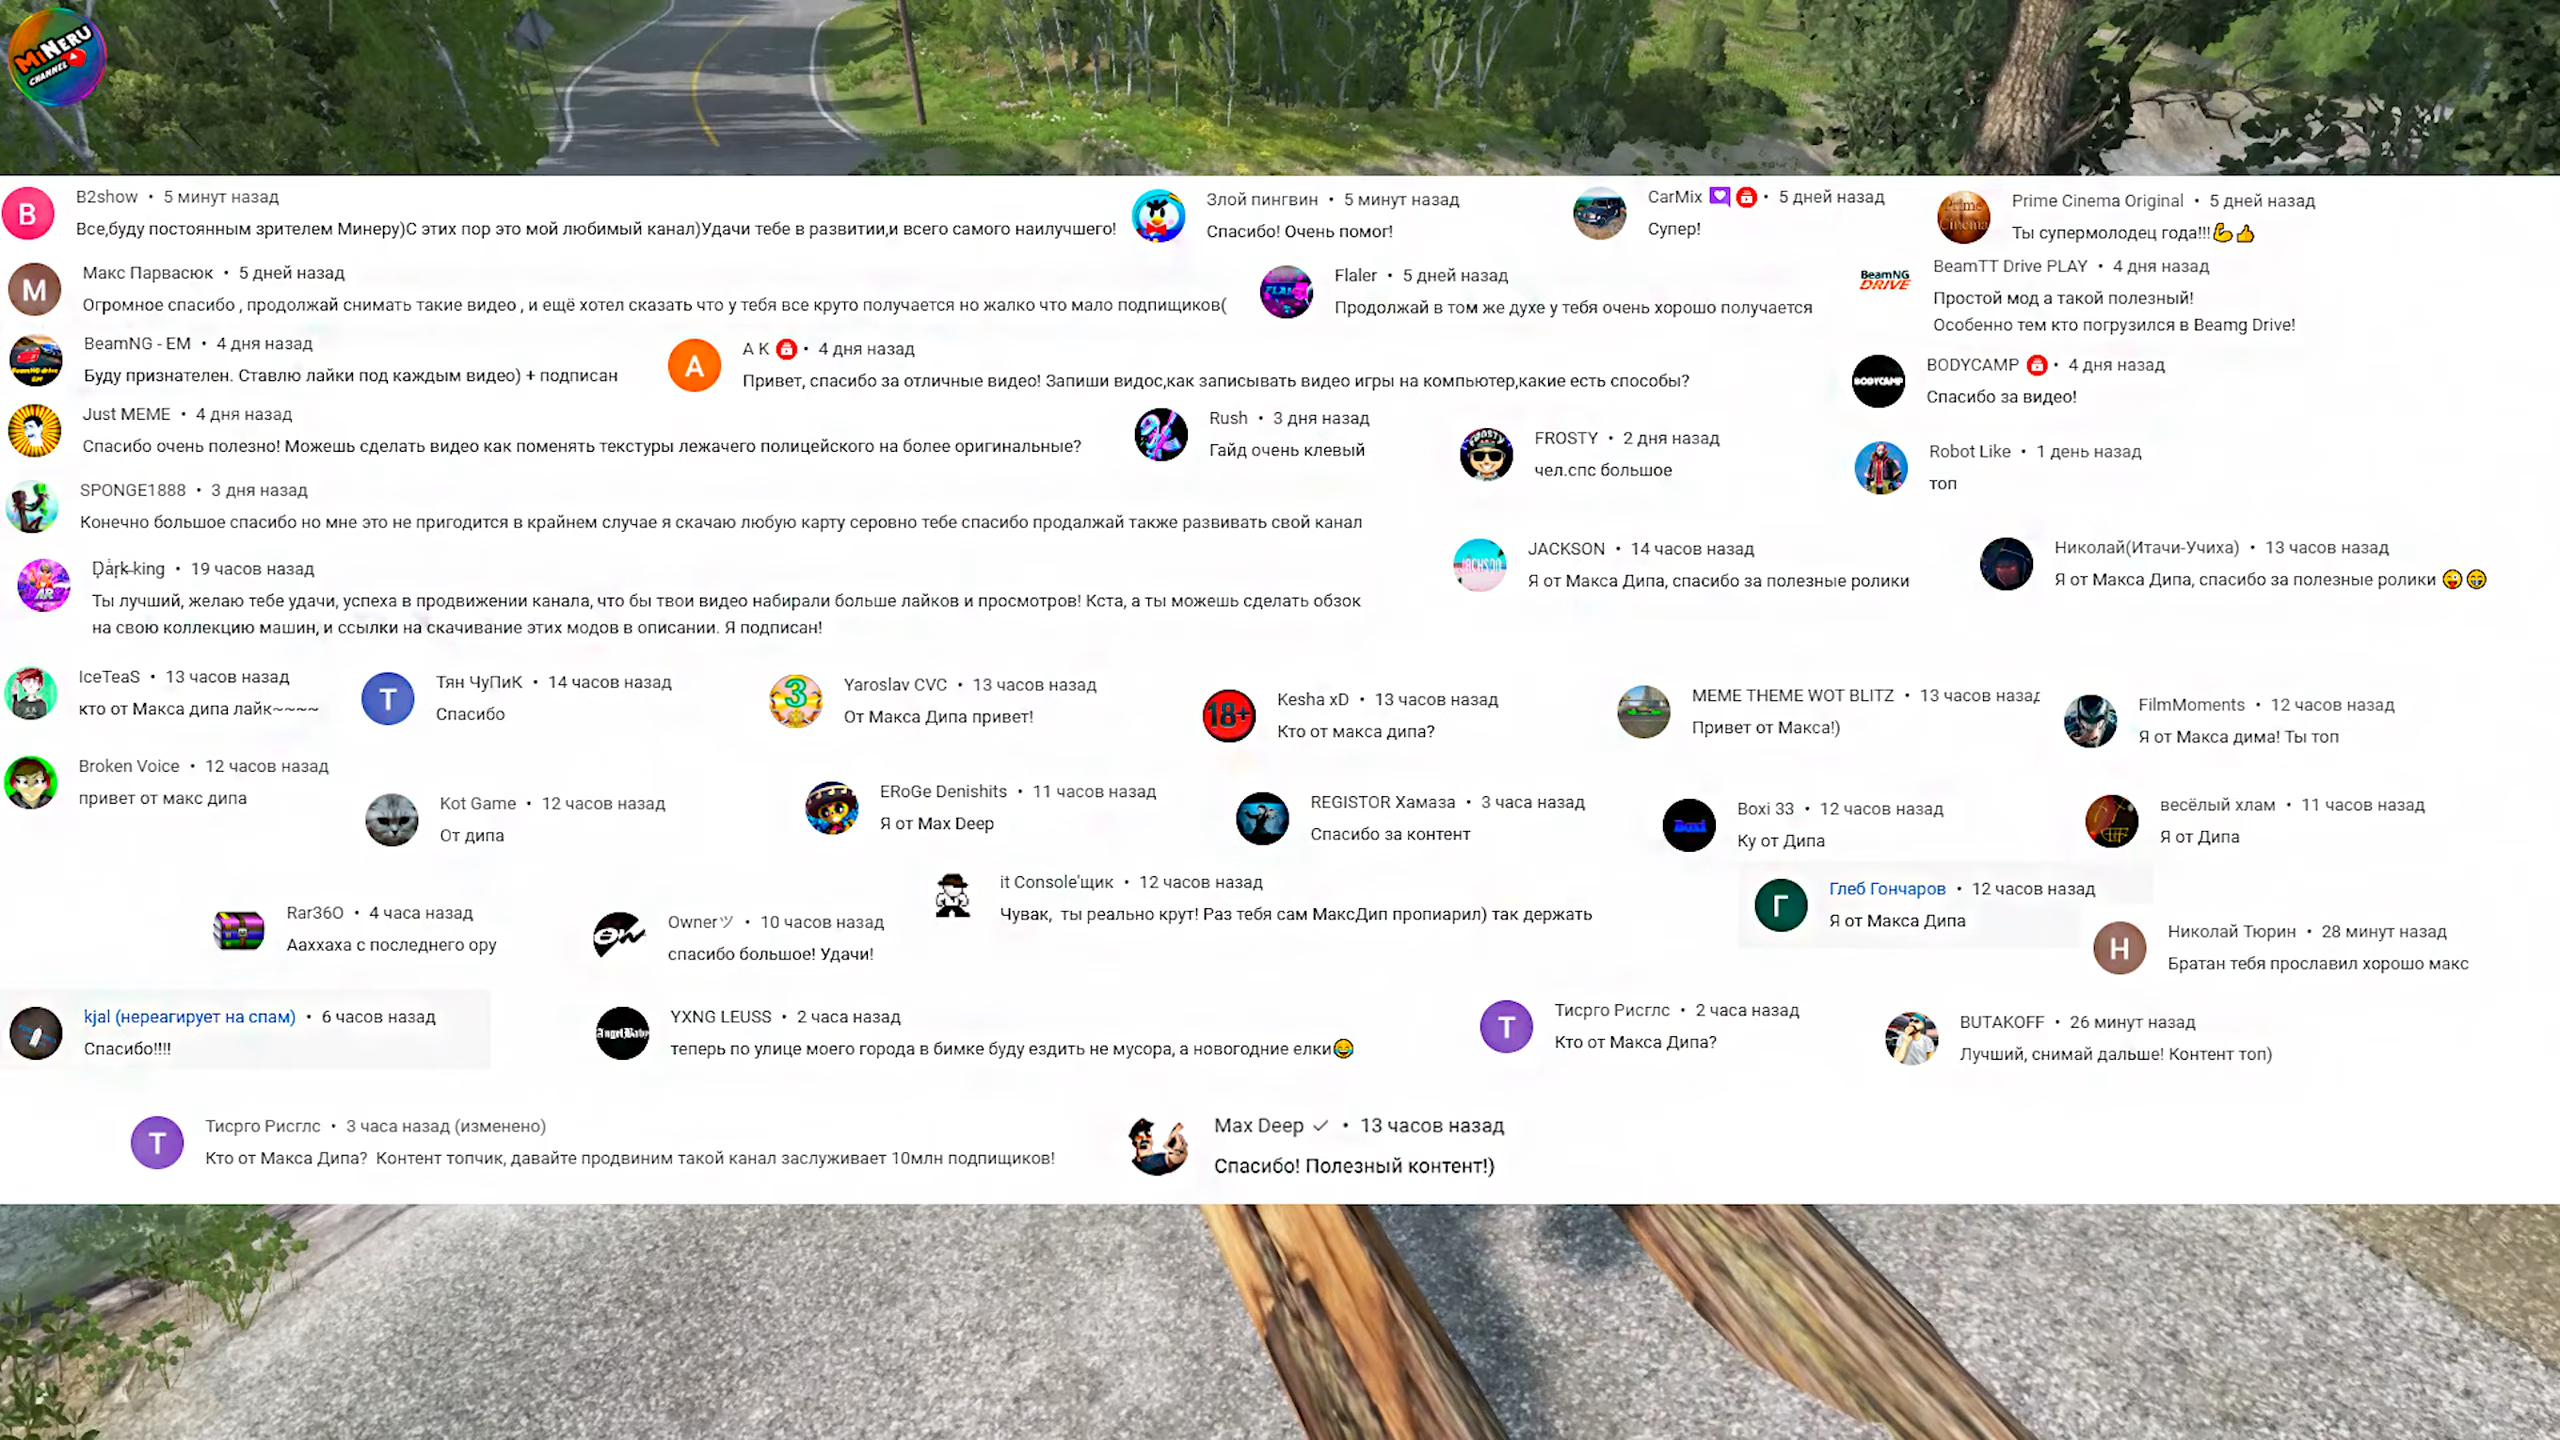 MiNERU
CHANNEL
B2show • 5 минут назад
Все,буду постоянным зрителем Минеру)С этих пор это мой любимый канал)Удачи тебе в развитии,и всего самого наилучшего!
Злой пингвин • 5 минут назад
Спасибо! Очень помог!
CarMix • 5 дней назад
Супер!
Prime Cinema
Prime Cinema Original • 5 дней назад
Ты супермолодец года!!!💪👍
Макс Парвасюк • 5 дней назад
Огромное спасибо , продолжай снимать такие видео , и ещё хотел сказать что у тебя все круто получается но жалко что мало подпищиков(
Flaler • 5 дней назад
Продолжай в том же духе у тебя очень хорошо получается
BeamNG
DRIVE
BeamTT Drive PLAY • 4 дня назад
Простой мод а такой полезный!
Особенно тем кто погрузился в Beamg Drive!
BeamNG - EM • 4 дня назад
Буду признателен. Ставлю лайки под каждым видео) + подписан
A K • 4 дня назад
Привет, спасибо за отличные видео! Запиши видос,как записывать видео игры на компьютер,какие есть способы?
BODYCAMP
BODYCAMP • 4 дня назад
Спасибо за видео!
Just MEME • 4 дня назад
Спасибо очень полезно! Можешь сделать видео как поменять текстуры лежачего полицейского на более оригинальные?
Rush • 3 дня назад
Гайд очень клевый
FROSTY
FROSTY • 2 дня назад
чел.спс большое
Robot Like • 1 день назад
топ
SPONGE1888 • 3 дня назад
Конечно большое спасибо но мне это не пригодится в крайнем случае я скачаю любую карту серовно тебе спасибо продалжай также развивать свой канал
JACKSON
JACKSON • 14 часов назад
Я от Макса Дипа, спасибо за полезные ролики
Николай(Итачи-Учиха) • 13 часов назад
Я от Макса Дипа, спасибо за полезные ролики 😜😁
Ḍȧṛk̶king • 19 часов назад
Ты лучший, желаю тебе удачи, успеха в продвижении канала, что бы твои видео набирали больше лайков и просмотров! Кста, а ты можешь сделать обзок
на свою коллекцию машин, и ссылки на скачивание этих модов в описании. Я подписан!
IceTeaS • 13 часов назад
кто от Макса дипа лайк~~~~
Т
Тян ЧуПиК • 14 часов назад
Спасибо
3
Yaroslav CVC • 13 часов назад
От Макса Дипа привет!
18+
Kesha xD • 13 часов назад
Кто от макса дипа?
MEME THEME WOT BLITZ • 13 часов назад
Привет от Макса!)
FilmMoments • 12 часов назад
Я от Макса дима! Ты топ
Broken Voice • 12 часов назад
привет от макс дипа
Kot Game • 12 часов назад
От дипа
ERoGe Denishits • 11 часов назад
Я от Max Deep
REGISTOR Хамаза • 3 часа назад
Спасибо за контент
Boxi
Boxi 33 • 12 часов назад
Ку от Дипа
весёлый хлам • 11 часов назад
Я от Дипа
Rar36O • 4 часа назад
Ааххаха с последнего ору
Ownerツ • 10 часов назад
спасибо большое! Удачи!
it Console'щик • 12 часов назад
Чувак, ты реально крут! Раз тебя сам МаксДип пропиарил) так держать
Г
Глеб Гончаров • 12 часов назад
Я от Макса Дипа
Н
Николай Тюрин • 28 минут назад
Братан тебя прославил хорошо макс
kjal (нереагирует на спам) • 6 часов назад
Спасибо!!!!
AngelBaby
YXNG LEUSS • 2 часа назад
теперь по улице моего города в бимке буду ездить не мусора, а новогодние елки😂
Т
Тисрго Рисглс • 2 часа назад
Кто от Макса Дипа?
BUTAKOFF • 26 минут назад
Лучший, снимай дальше! Контент топ)
Т
Тисрго Рисглс • 3 часа назад (изменено)
Кто от Макса Дипа? Контент топчик, давайте продвиним такой канал заслуживает 10млн подпищиков!
Max Deep ✓ • 13 часов назад
Спасибо! Полезный контент!)